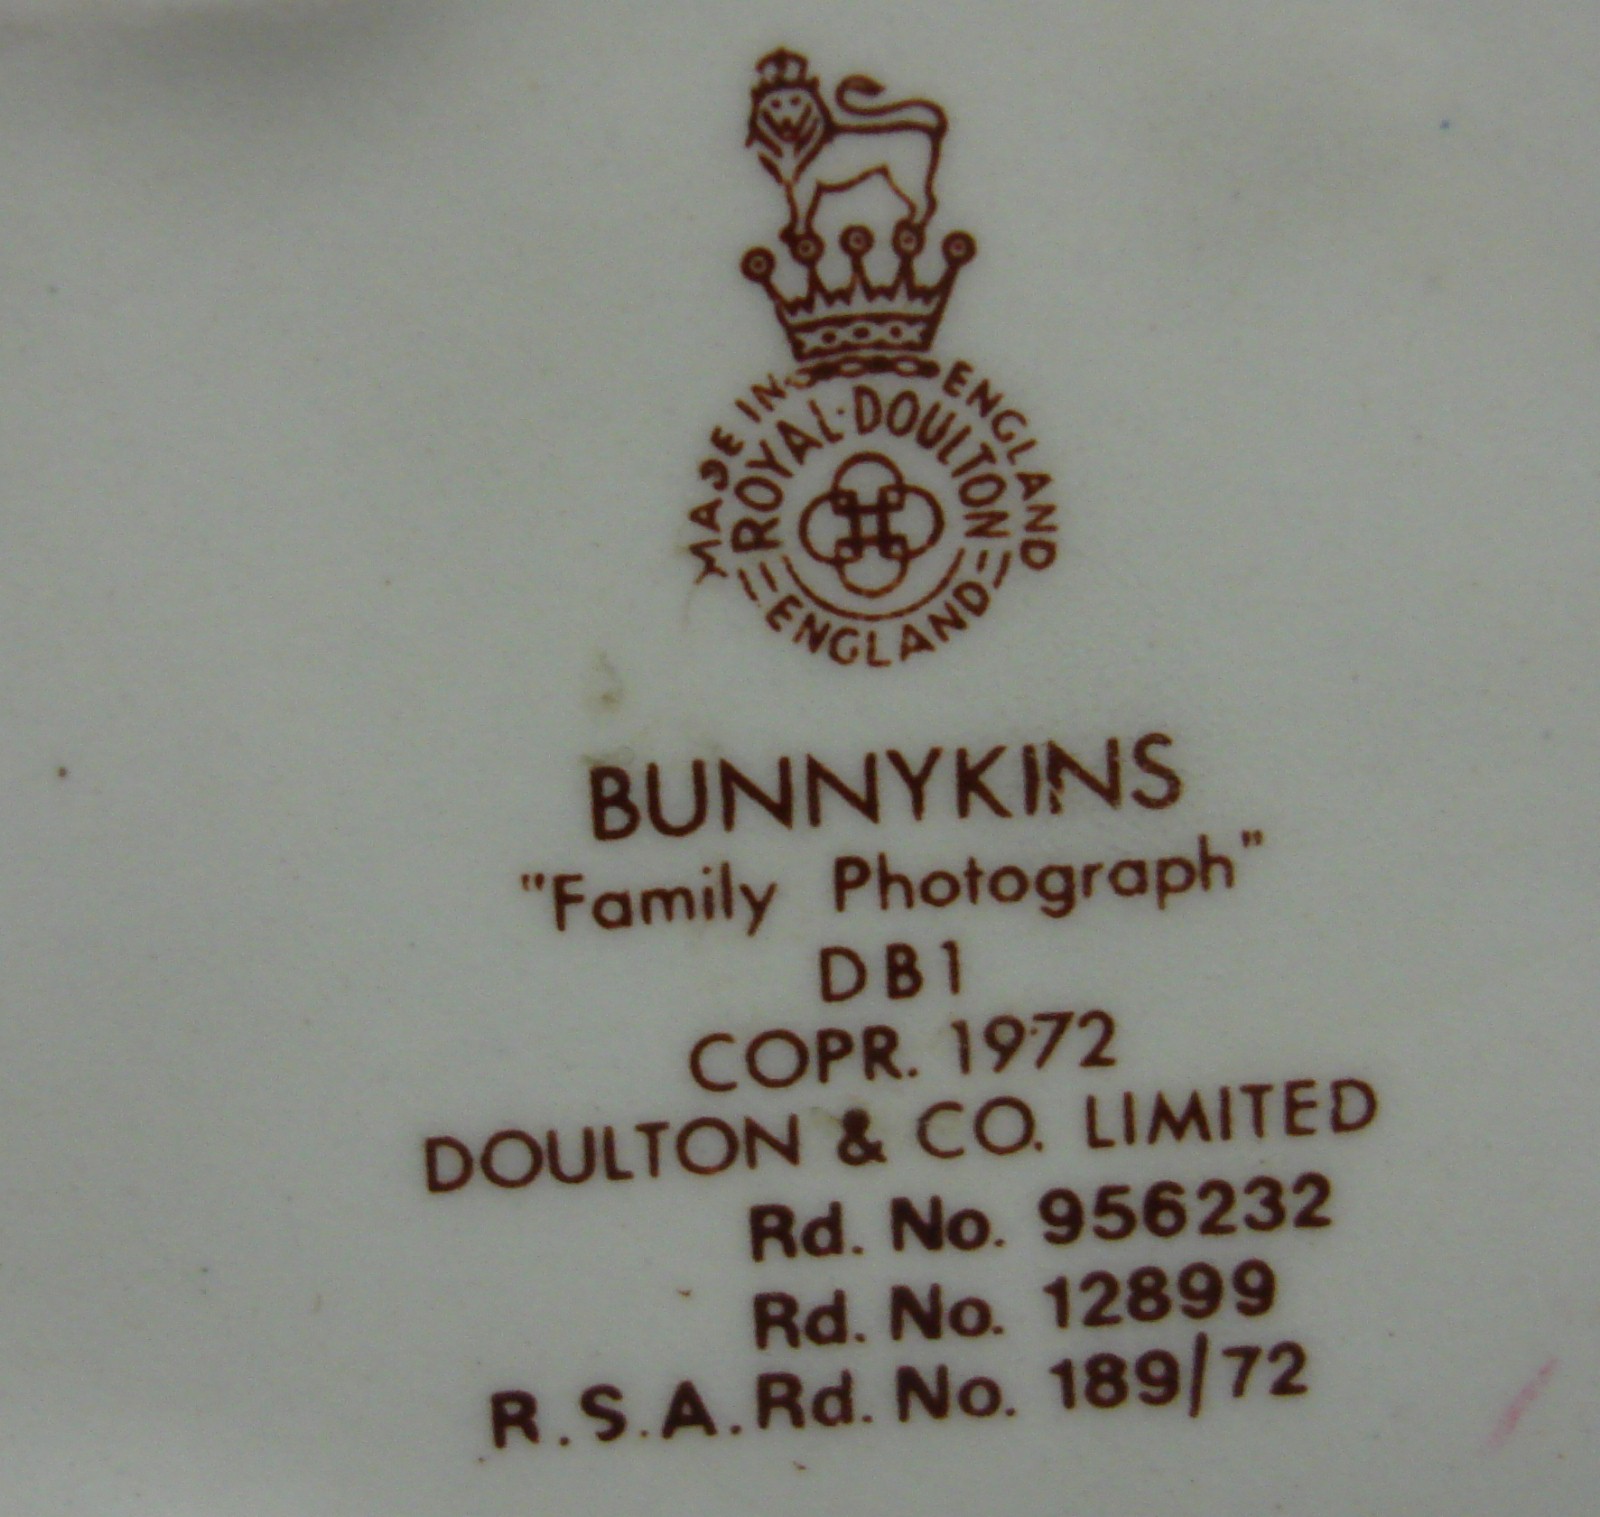 MADE IN ENGLAND
ROYAL·DOULTON
ENGLAND
BUNNYKINS
"Family Photograph"
DB1
COPR. 1972
DOULTON & CO. LIMITED
Rd. No. 956232
Rd. No. 12899
R.S.A. Rd. No. 189/72